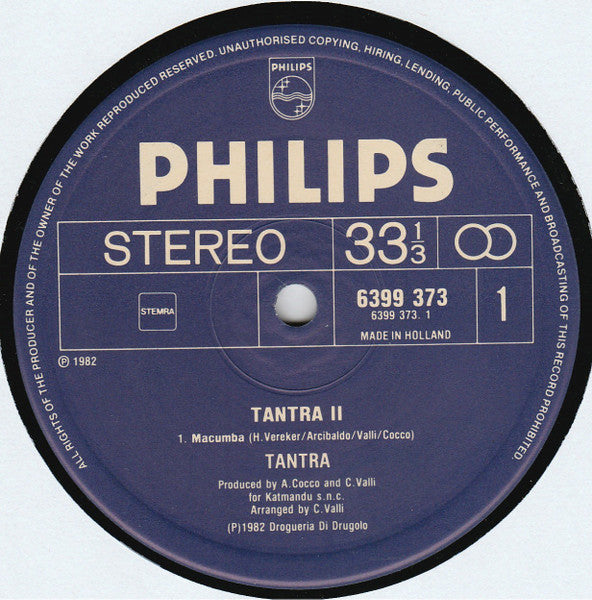 ALL RIGHTS OF THE PRODUCER AND OF THE OWNER OF THE WORK REPRODUCED RESERVED. UNAUTHORISED COPYING, HIRING, LENDING, PUBLIC PERFORMANCE AND BROADCASTING OF THIS RECORD PROHIBITED.
PHILIPS
PHILIPS
STEREO
33 1/3
STEMRA
6399 373
6399 373. 1
MADE IN HOLLAND
1
Ⓟ 1982
TANTRA II
1. Macumba (H.Vereker/Arcibaldo/Valli/Cocco)
TANTRA
Produced by A.Cocco and C.Valli
for Katmandu s.n.c.
Arranged by C.Valli
(P)1982 Drogueria Di Drugolo